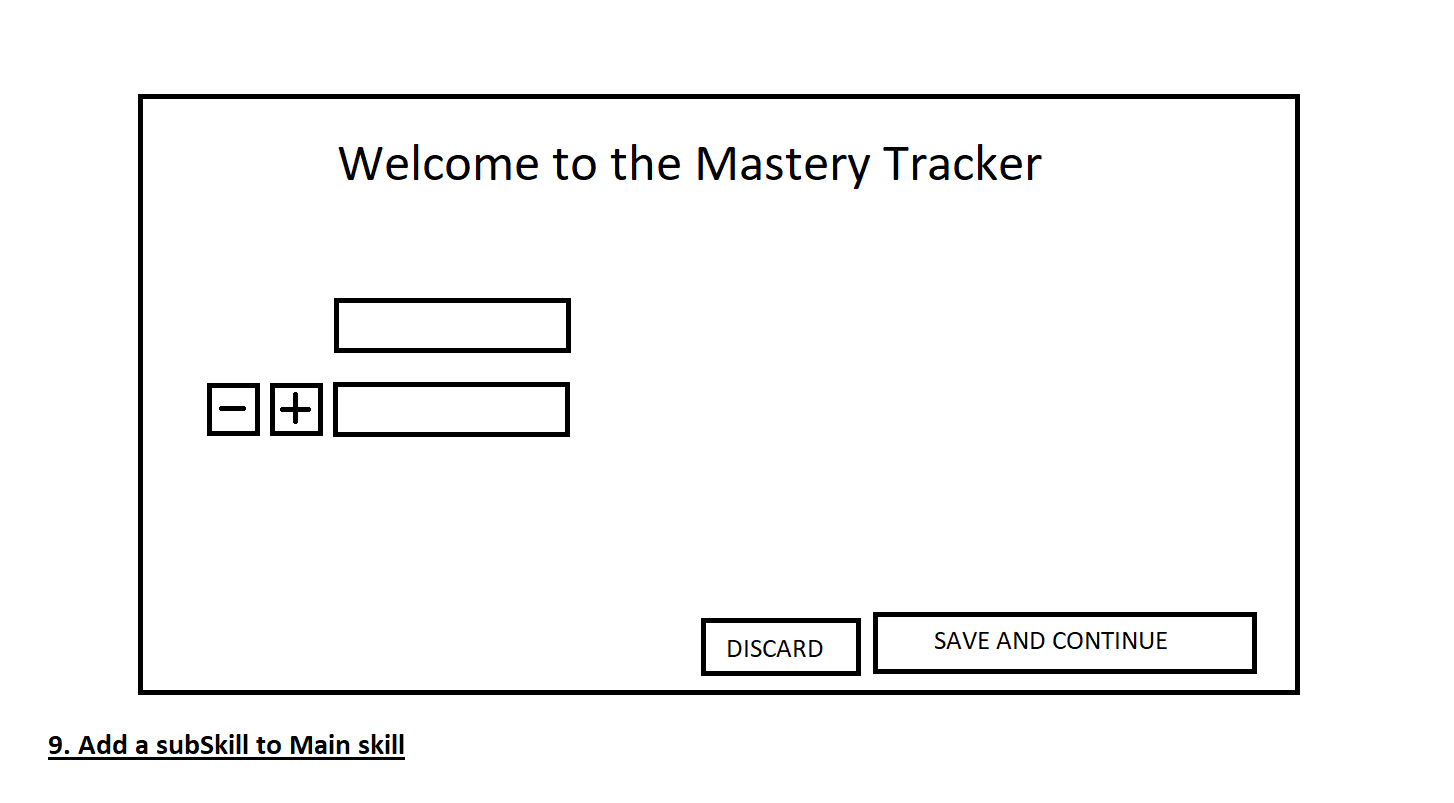 Welcome to the Mastery Tracker
− +
DISCARD
SAVE AND CONTINUE
9. Add a subSkill to Main skill